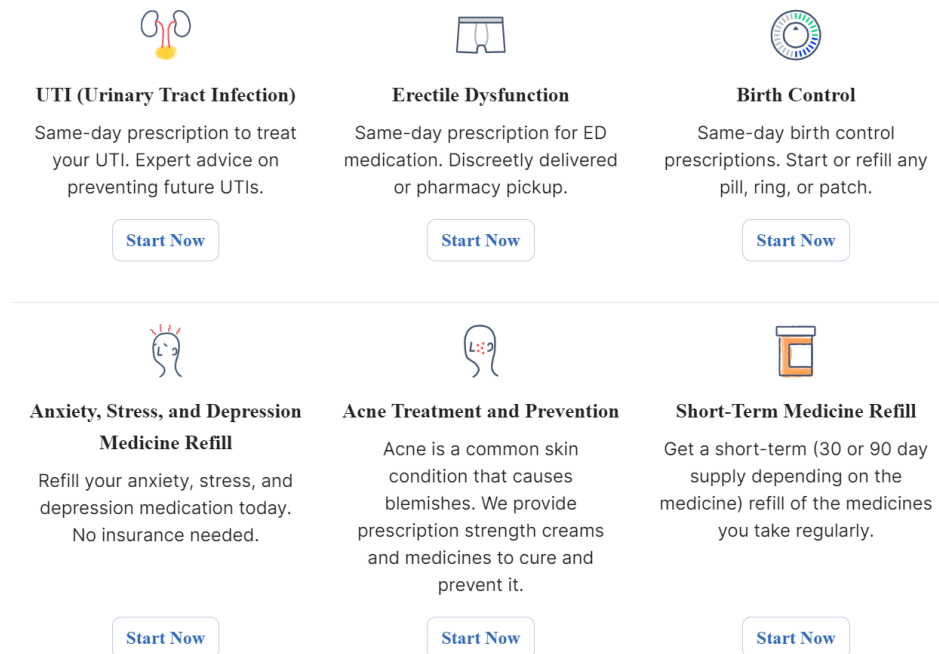 UTI (Urinary Tract Infection)
Same-day prescription to treat
your UTI. Expert advice on
preventing future UTIs.
Start Now
Erectile Dysfunction
Same-day prescription for ED
medication. Discreetly delivered
or pharmacy pickup.
Start Now
Birth Control
Same-day birth control
prescriptions. Start or refill any
pill, ring, or patch.
Start Now
Anxiety, Stress, and Depression
Medicine Refill
Refill your anxiety, stress, and
depression medication today.
No insurance needed.
Start Now
Acne Treatment and Prevention
Acne is a common skin
condition that causes
blemishes. We provide
prescription strength creams
and medicines to cure and
prevent it.
Start Now
Short-Term Medicine Refill
Get a short-term (30 or 90 day
supply depending on the
medicine) refill of the medicines
you take regularly.
Start Now